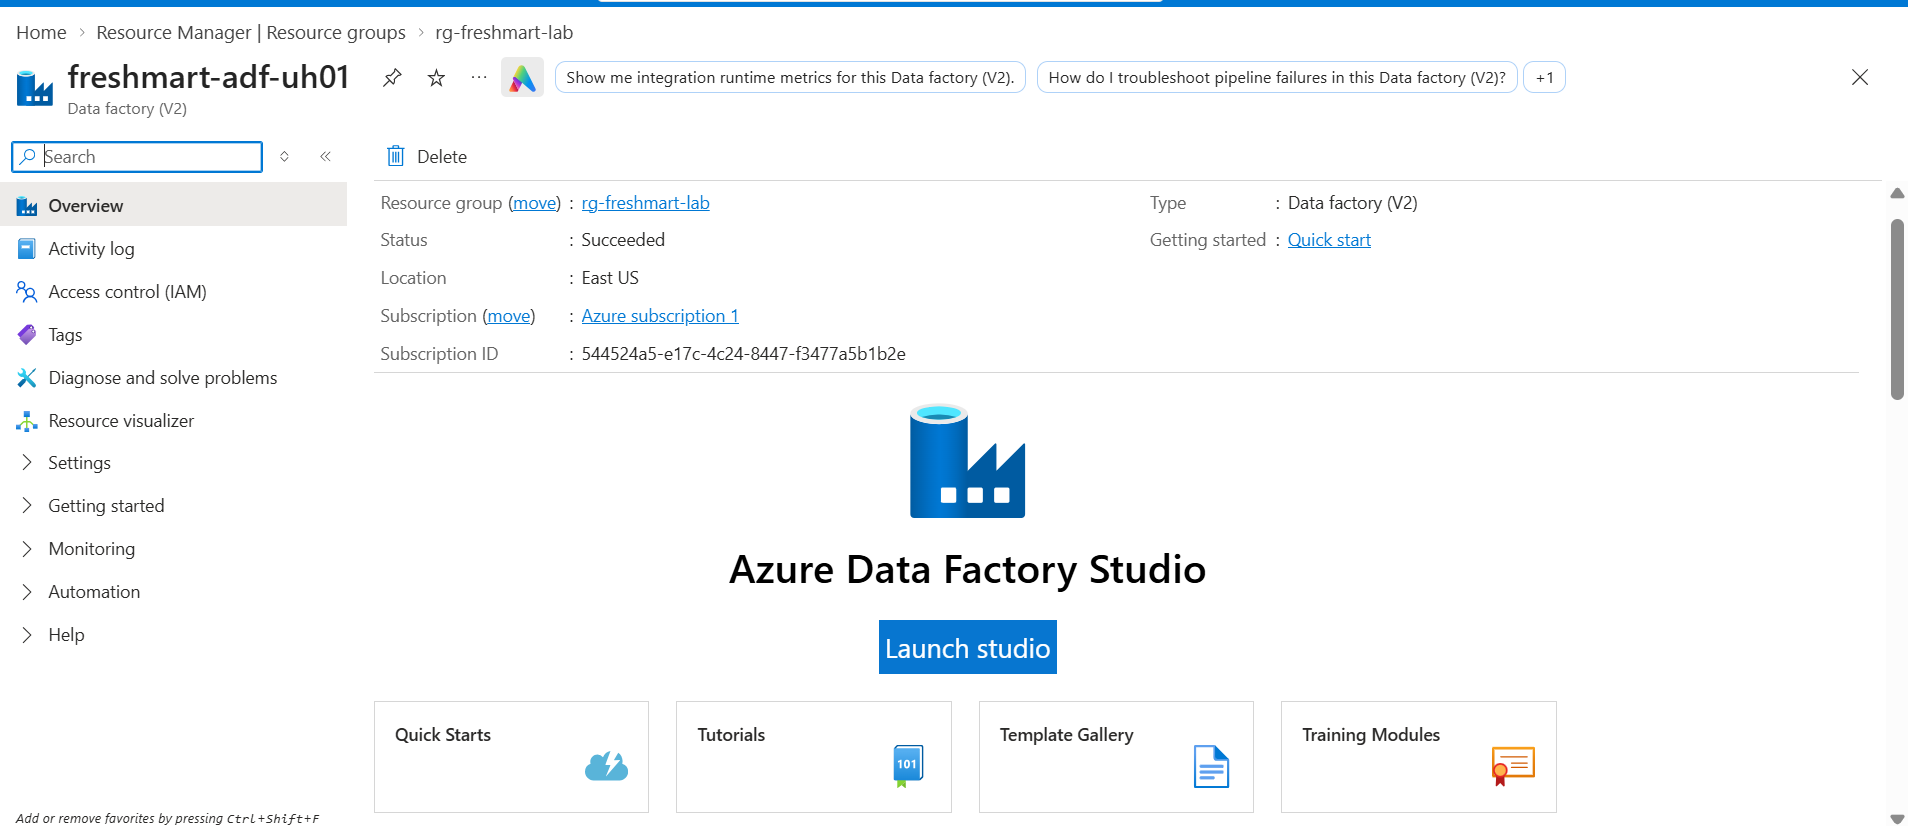 Home > Resource Manager | Resource groups > rg-freshmart-lab
freshmart-adf-uh01
Data factory (V2)
Show me integration runtime metrics for this Data factory (V2).
How do I troubleshoot pipeline failures in this Data factory (V2)?
+1
Search
Overview
Activity log
Access control (IAM)
Tags
Diagnose and solve problems
Resource visualizer
Settings
Getting started
Monitoring
Automation
Help
Add or remove favorites by pressing Ctrl+Shift+F
Delete
Resource group (move) : rg-freshmart-lab
Status : Succeeded
Location : East US
Subscription (move) : Azure subscription 1
Subscription ID : 544524a5-e17c-4c24-8447-f3477a5b1b2e
Type : Data factory (V2)
Getting started : Quick start
Azure Data Factory Studio
Launch studio
Quick Starts
Tutorials
101
Template Gallery
Training Modules